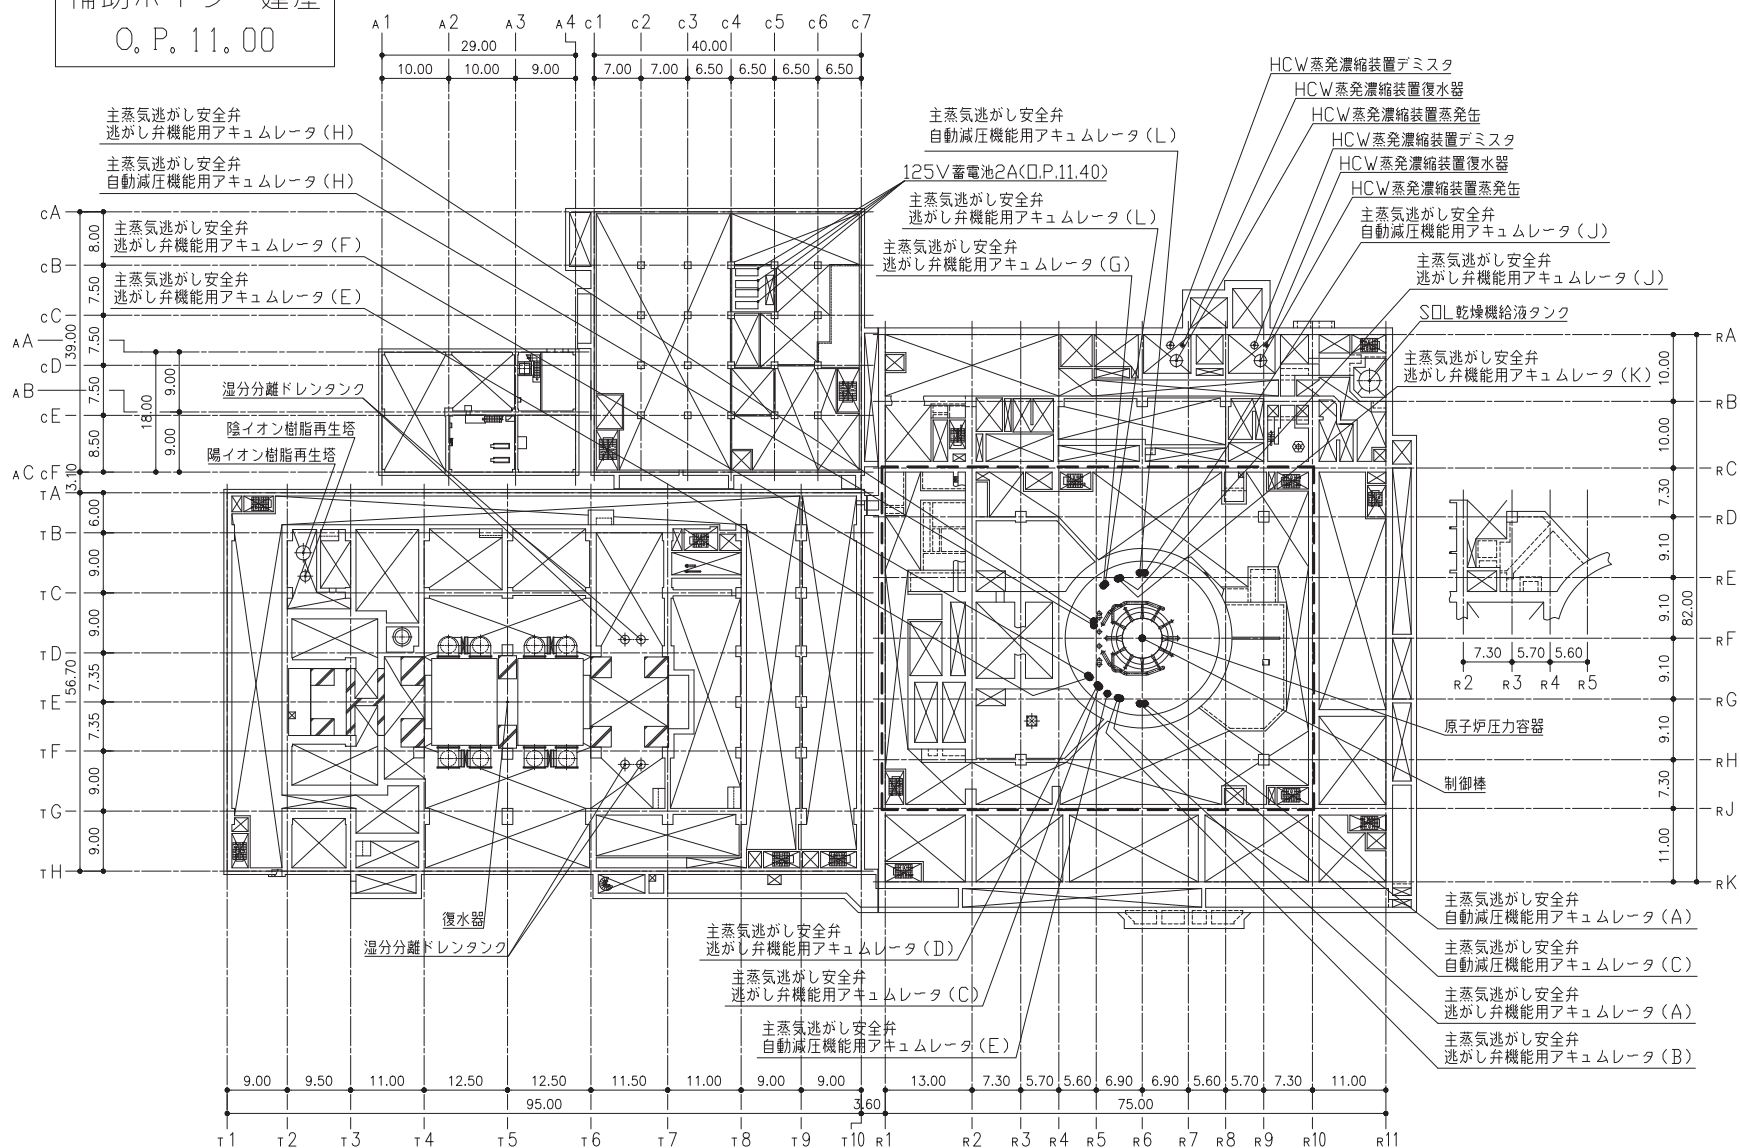 補助ボイラー建屋
O.P.11.00
A1 A2 A3 A4 C1 C2 C3 C4 C5 C6 C7
29.00 40.00
10.00 10.00 9.00 7.00 7.00 6.50 6.50 6.50 6.50
HCW蒸発濃縮装置デミスタ
HCW蒸発濃縮装置復水器
HCW蒸発濃縮装置蒸発缶
HCW蒸発濃縮装置デミスタ
HCW蒸発濃縮装置復水器
HCW蒸発濃縮装置蒸発缶
主蒸気逃がし安全弁
逃がし弁機能用アキュムレータ(H)
主蒸気逃がし安全弁
自動減圧機能用アキュムレータ(H)
主蒸気逃がし安全弁
逃がし弁機能用アキュムレータ(F)
主蒸気逃がし安全弁
逃がし弁機能用アキュムレータ(E)
主蒸気逃がし安全弁
自動減圧機能用アキュムレータ(L)
125V蓄電池2A(O.P.11.40)
主蒸気逃がし安全弁
逃がし弁機能用アキュムレータ(L)
主蒸気逃がし安全弁
逃がし弁機能用アキュムレータ(G)
主蒸気逃がし安全弁
自動減圧機能用アキュムレータ(J)
主蒸気逃がし安全弁
逃がし弁機能用アキュムレータ(J)
SOL乾燥機給液タンク
主蒸気逃がし安全弁
逃がし弁機能用アキュムレータ(K)
湿分分離ドレンタンク
陰イオン樹脂再生塔
陽イオン樹脂再生塔
cA
8.00
cB
7.50
cC
AA
39.00
7.50
cD
AB
7.50
cE
8.50
AC cF
3.10
18.00
9.00
9.00
TA
6.00
TB
9.00
TC
9.00
TD
56.70
7.35
TE
7.35
TF
9.00
TG
9.00
TH
RA
10.00
RB
10.00
RC
7.30
RD
9.10
RE
9.10
82.00
RF
9.10
RG
9.10
RH
7.30
RJ
11.00
RK
7.30 5.70 5.60
R2 R3 R4 R5
原子炉圧力容器
制御棒
復水器
湿分分離ドレンタンク
主蒸気逃がし安全弁
逃がし弁機能用アキュムレータ(D)
主蒸気逃がし安全弁
逃がし弁機能用アキュムレータ(C)
主蒸気逃がし安全弁
自動減圧機能用アキュムレータ(E)
主蒸気逃がし安全弁
自動減圧機能用アキュムレータ(A)
主蒸気逃がし安全弁
自動減圧機能用アキュムレータ(C)
主蒸気逃がし安全弁
逃がし弁機能用アキュムレータ(A)
主蒸気逃がし安全弁
逃がし弁機能用アキュムレータ(B)
9.00 9.50 11.00 12.50 12.50 11.50 11.00 9.00 9.00 13.00 7.30 5.70 5.60 6.90 6.90 5.60 5.70 7.30 11.00
95.00 3.60 75.00
T1 T2 T3 T4 T5 T6 T7 T8 T9 T10 R1 R2 R3 R4 R5 R6 R7 R8 R9 R10 R11